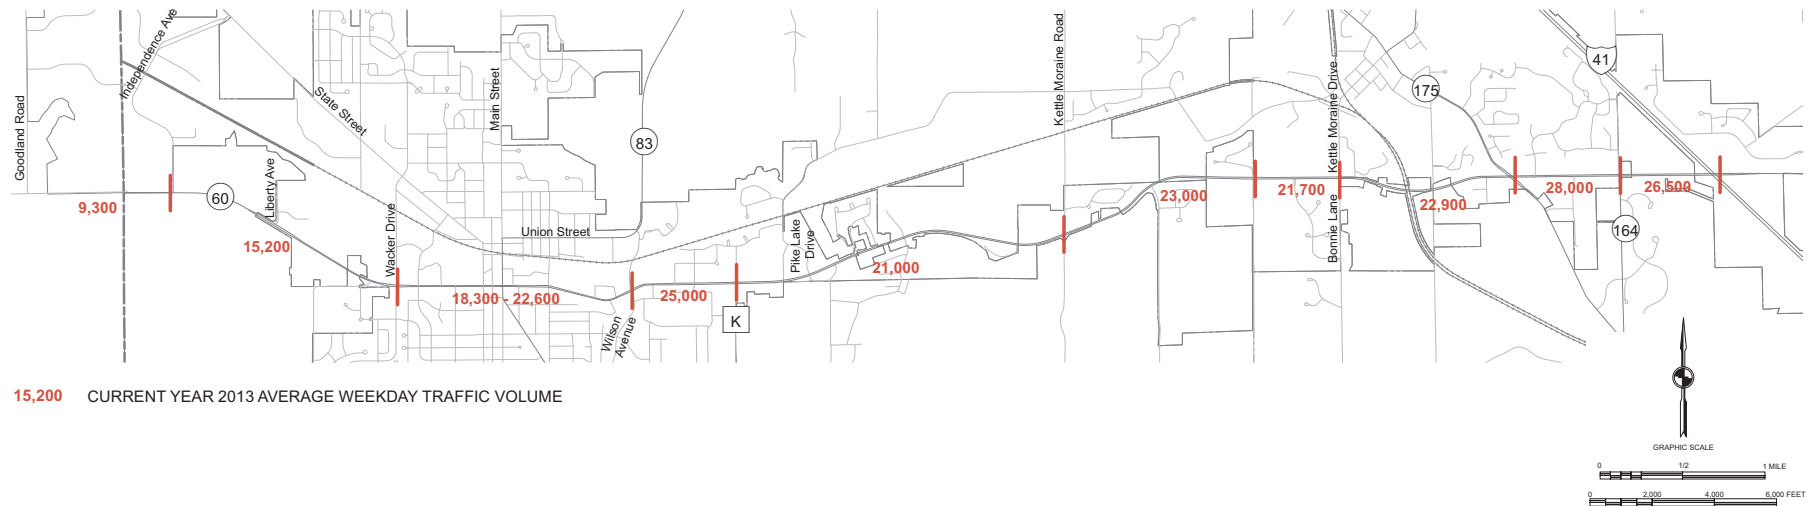 Goodland Road
Independence Ave
State Street
Main Street
83
Kettle Moraine Road
Kettle Moraine Drive
175
41
9,300
60
Liberty Ave
15,200
Wacker Drive
Union Street
18,300 - 22,600
Wilson
Avenue
25,000
K
Pike Lake
Drive
21,000
23,000
21,700
Bonnie Lane
22,900
28,000
164
26,500
15,200 CURRENT YEAR 2013 AVERAGE WEEKDAY TRAFFIC VOLUME
GRAPHIC SCALE
0 1/2 1 MILE
0 2,000 4,000 6,000 FEET